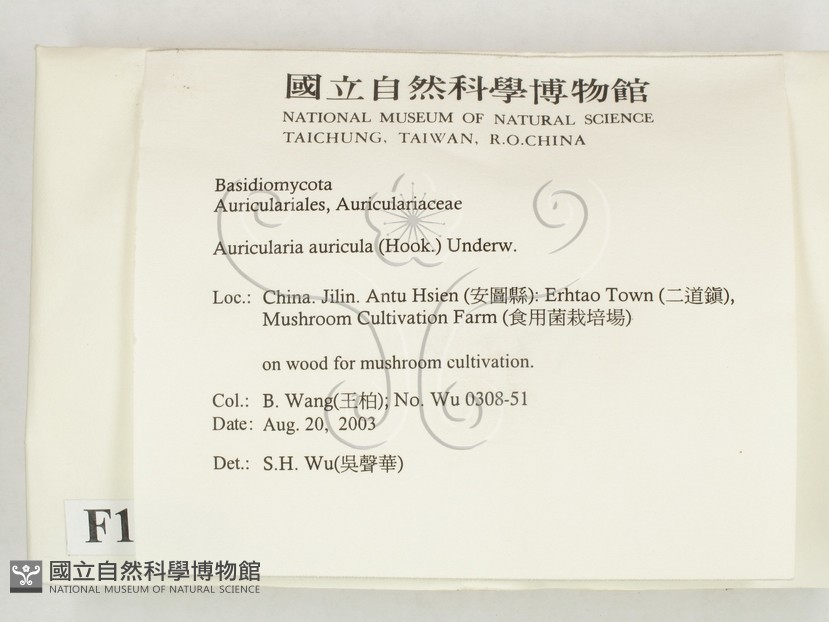 國立自然科學博物館
NATIONAL MUSEUM OF NATURAL SCIENCE
TAICHUNG, TAIWAN, R.O.CHINA
Basidiomycota
Auriculariales, Auriculariaceae
Auricularia auricula (Hook.) Underw.
Loc.: China. Jilin. Antu Hsien (安圖縣): Erhtao Town (二道鎮),
Mushroom Cultivation Farm (食用菌栽培場)
on wood for mushroom cultivation.
Col.: B. Wang(王柏); No. Wu 0308-51
Date: Aug. 20, 2003
Det.: S.H. Wu(吳聲華)
F1
國立自然科學博物館
NATIONAL MUSEUM OF NATURAL SCIENCE